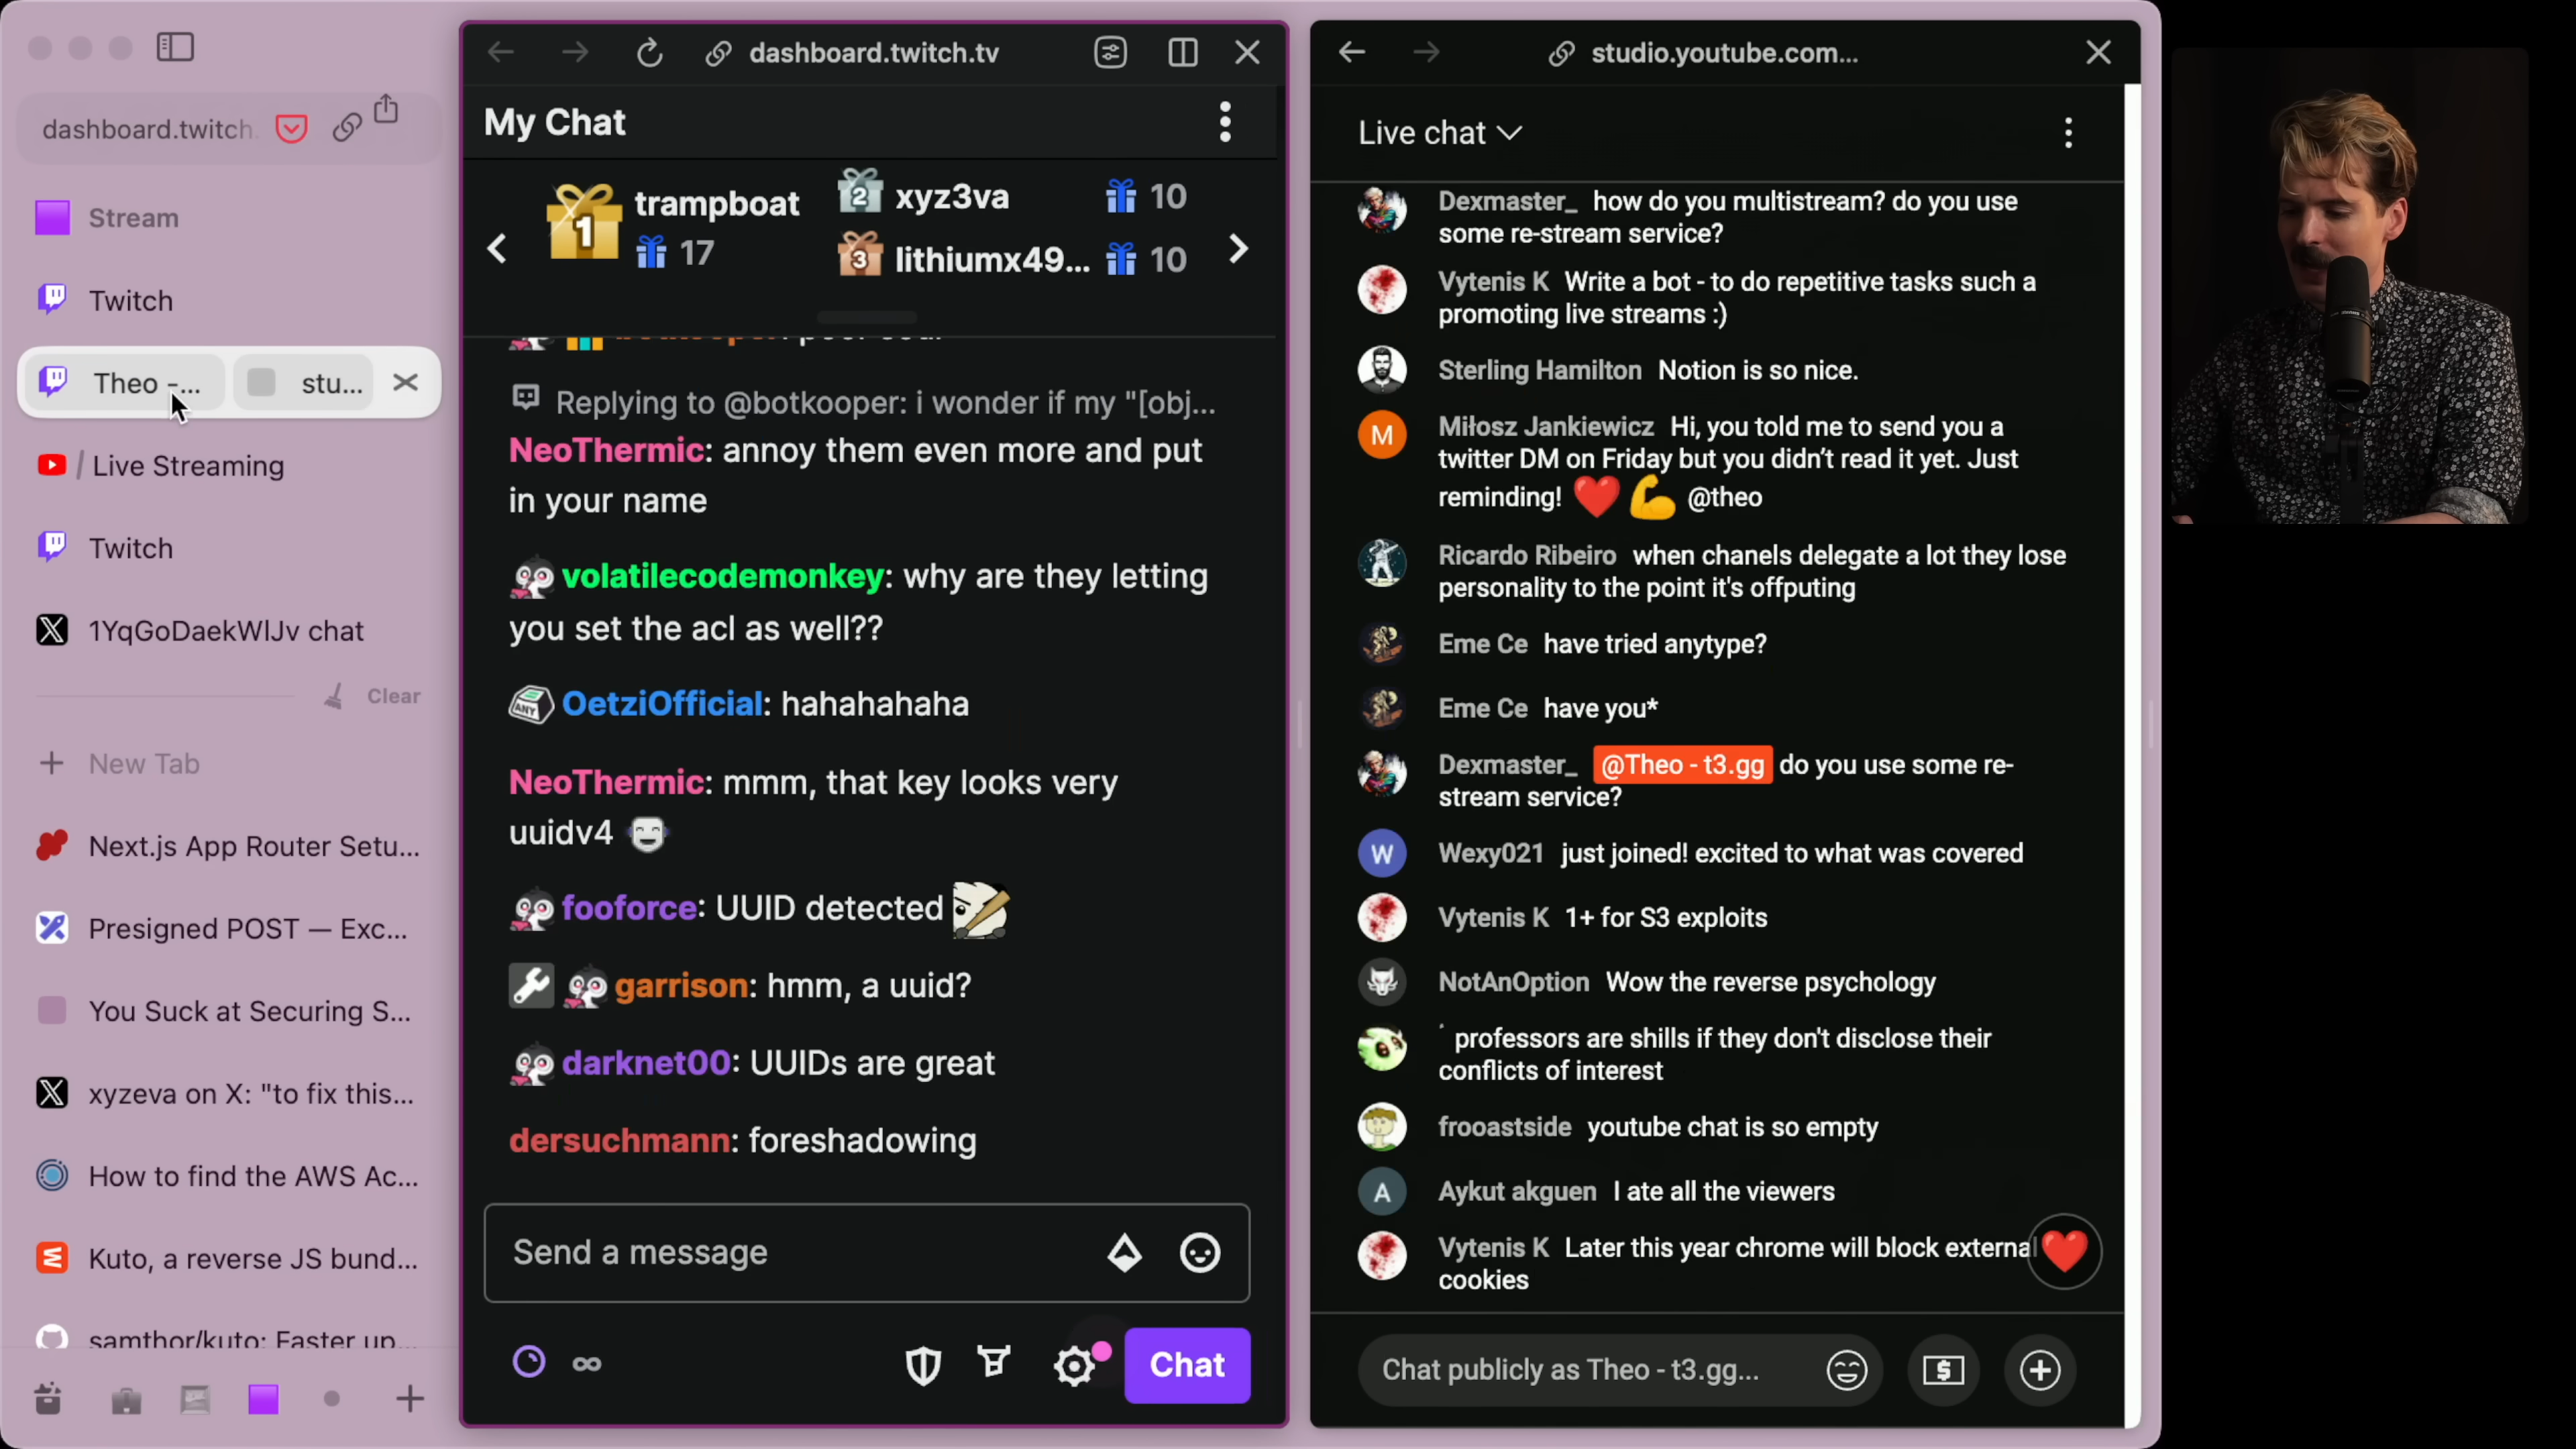 dashboard.twitch.
Stream
Twitch
Theo -...
stu...
/ Live Streaming
Twitch
1YqGoDaekWlJv chat
Clear
New Tab
Next.js App Router Setu...
Presigned POST — Exc...
You Suck at Securing S...
xyzeva on X: "to fix this...
How to find the AWS Ac...
Kuto, a reverse JS bund...
samthor/kuto: Faster up...
dashboard.twitch.tv
My Chat
1 trampboat
17
2 xyz3va 10
3 lithiumx49... 10
Replying to @botkooper: i wonder if my "[obj...
NeoThermic: annoy them even more and put
in your name
volatilecodemonkey: why are they letting
you set the acl as well??
ANY OetziOfficial: hahahahaha
NeoThermic: mmm, that key looks very
uuidv4
fooforce: UUID detected
garrison: hmm, a uuid?
darknet00: UUIDs are great
dersuchmann: foreshadowing
Send a message
Chat
studio.youtube.com...
Live chat
Dexmaster_ how do you multistream? do you use
some re-stream service?
Vytenis K Write a bot - to do repetitive tasks such a
promoting live streams :)
Sterling Hamilton Notion is so nice.
M Miłosz Jankiewicz Hi, you told me to send you a
twitter DM on Friday but you didn't read it yet. Just
reminding! ❤️ 💪 @theo
Ricardo Ribeiro when chanels delegate a lot they lose
personality to the point it's offputing
Eme Ce have tried anytype?
Eme Ce have you*
Dexmaster_ @Theo - t3.gg do you use some re-
stream service?
W Wexy021 just joined! excited to what was covered
Vytenis K 1+ for S3 exploits
NotAnOption Wow the reverse psychology
professors are shills if they don't disclose their
conflicts of interest
frooastside youtube chat is so empty
A Aykut akguen I ate all the viewers
Vytenis K Later this year chrome will block external
cookies
Chat publicly as Theo - t3.gg...